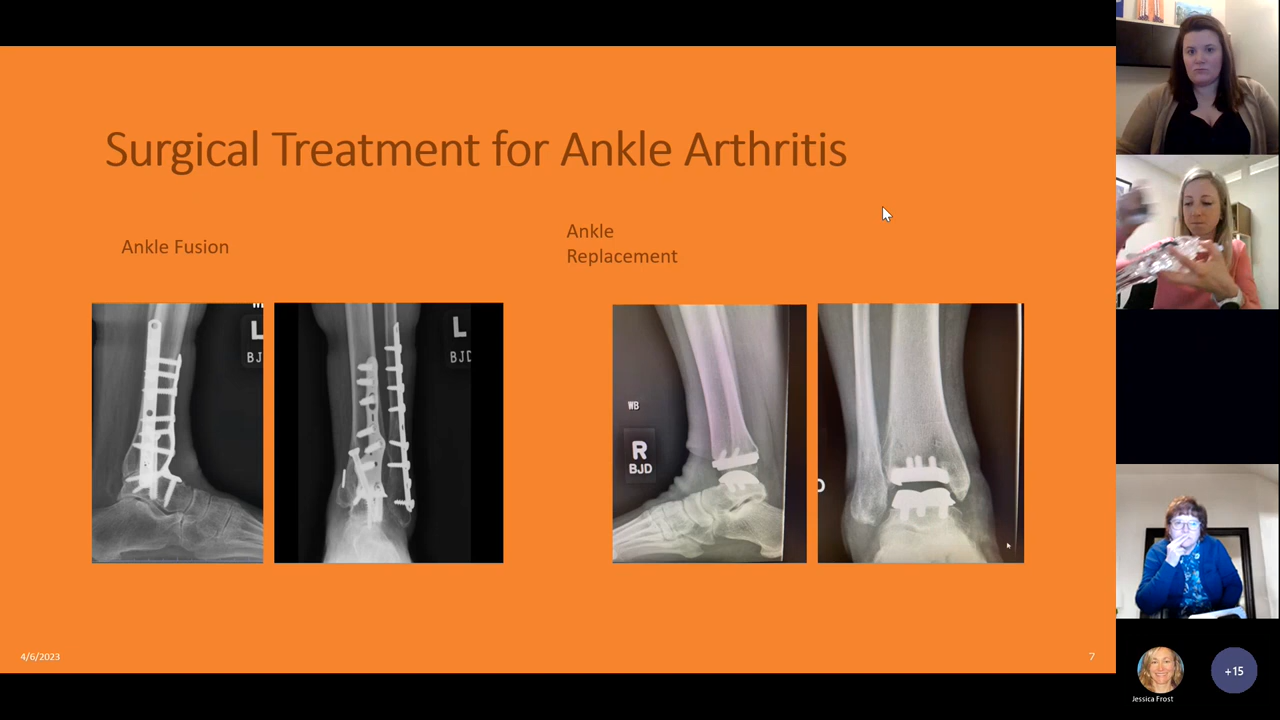 Surgical Treatment for Ankle Arthritis
Ankle Fusion
Ankle
Replacement
L
BJ
L
BJD
WB
R
BJD
4/6/2023
7
Jessica Frost
+15